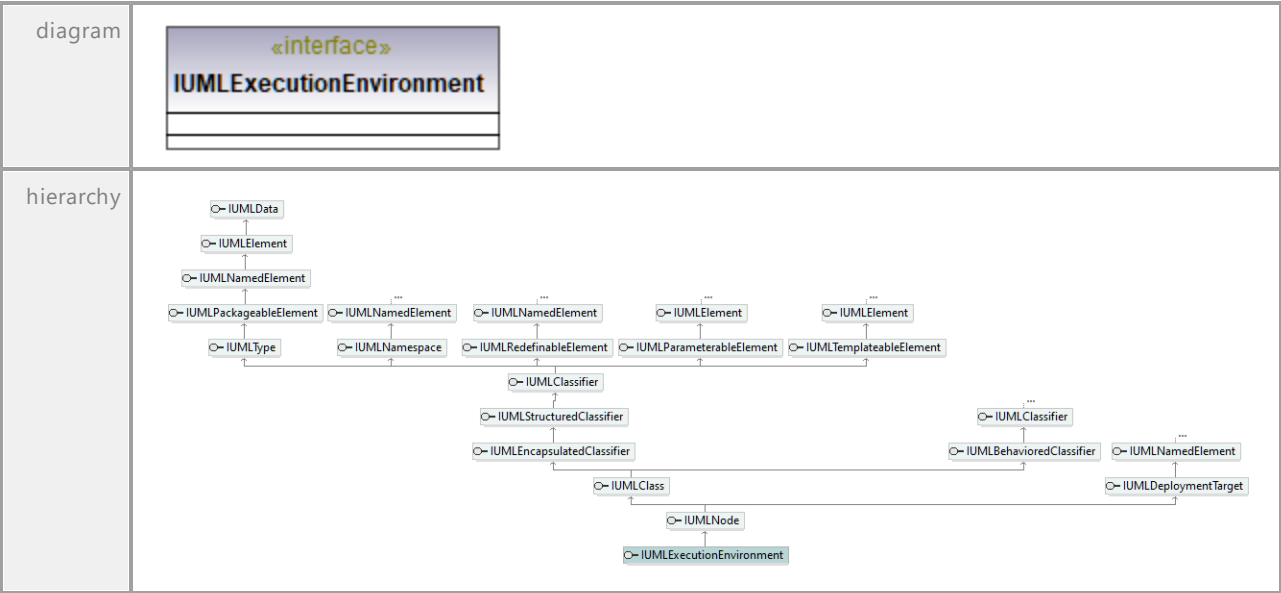 diagram
«interface»
IUMLExecutionEnvironment
hierarchy
IUMLData
IUMLElement
IUMLNamedElement
... ... ... ...
IUMLPackageableElement IUMLNamedElement IUMLNamedElement IUMLElement IUMLElement
IUMLType IUMLNamespace IUMLRedefinableElement IUMLParameterableElement IUMLTemplateableElement
IUMLClassifier
...
IUMLStructuredClassifier IUMLClassifier
...
IUMLEncapsulatedClassifier IUMLBehavioredClassifier IUMLNamedElement
IUMLClass IUMLDeploymentTarget
IUMLNode
IUMLExecutionEnvironment